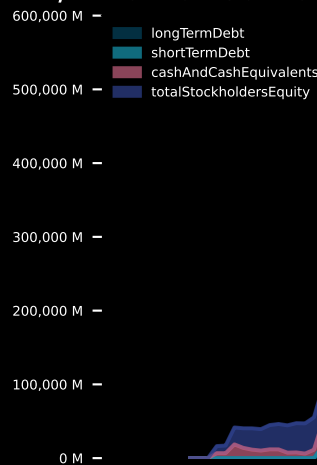 600,000 M
longTermDebt
shortTermDebt
cashAndCashEquivalents
totalStockholdersEquity
500,000 M
400,000 M
300,000 M
200,000 M
100,000 M
0 M